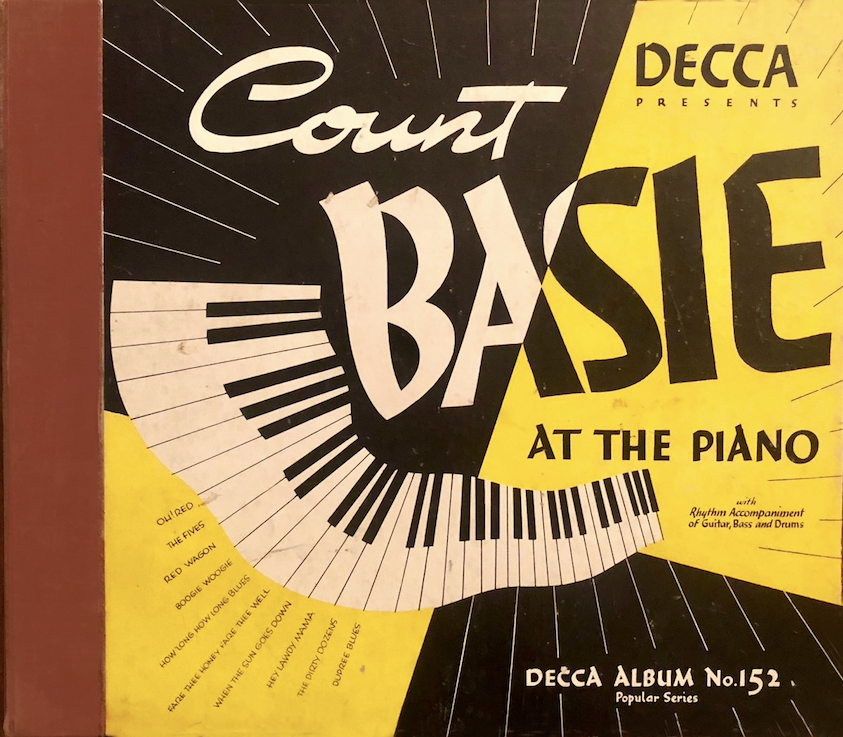 Count
DECCA
PRESENTS
BASIE
AT THE PIANO
with
Rhythm Accompaniment
of Guitar, Bass and Drums
OH! RED
THE FIVES
RED WAGON
BOOGIE WOOGIE
HOW LONG HOW LONG BLUES
FARE THEE HONEY FARE THEE WELL
WHEN THE SUN GOES DOWN
HEY LAWDY MAMA
THE DIRTY DOZENS
DUPREE BLUES
DECCA ALBUM No. 152
Popular Series